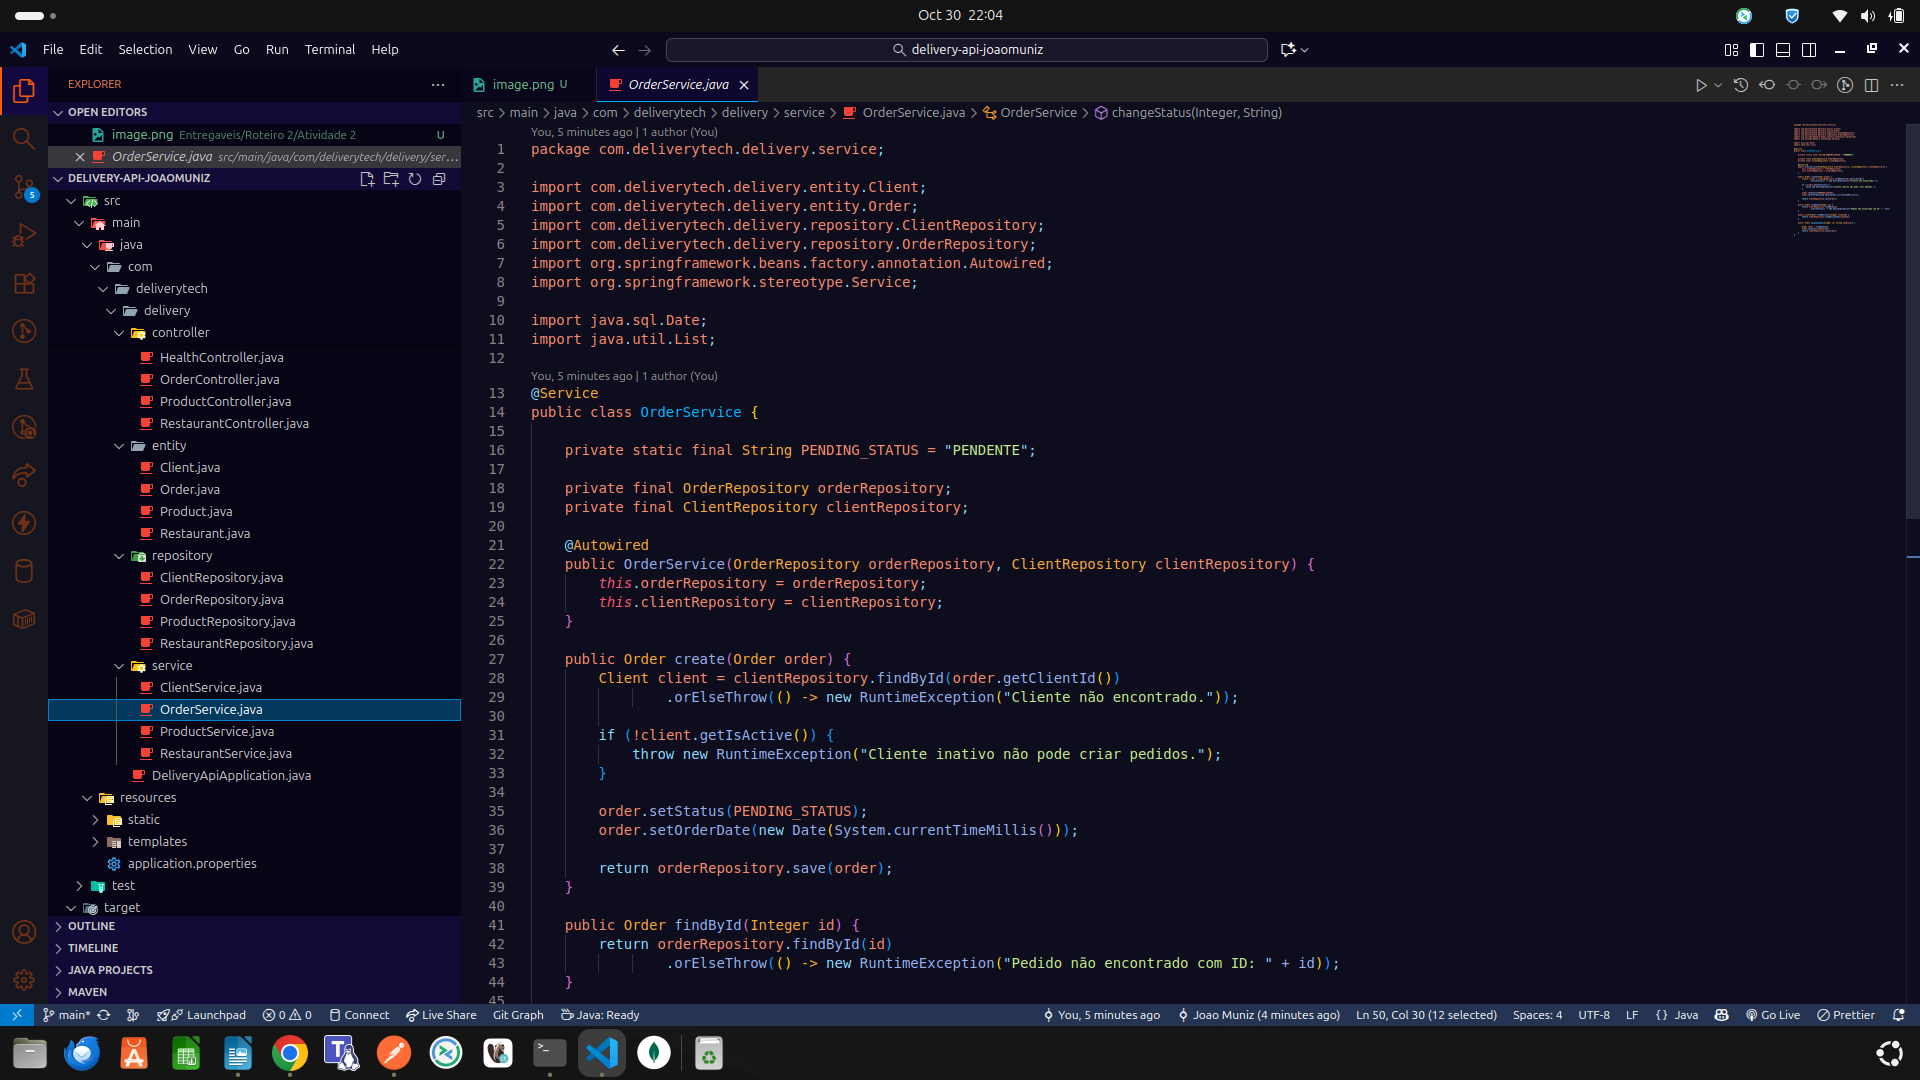 Oct 30 22:04
File Edit Selection View Go Run Terminal Help
delivery-api-joaomuniz
EXPLORER
OPEN EDITORS
image.png Entregaveis/Roteiro 2/Atividade 2 U
OrderService.java src/main/java/com/deliverytech/delivery/ser...
DELIVERY-API-JOAOMUNIZ
src
main
java
com
deliverytech
delivery
controller
HealthController.java
OrderController.java
ProductController.java
RestaurantController.java
entity
Client.java
Order.java
Product.java
Restaurant.java
repository
ClientRepository.java
OrderRepository.java
ProductRepository.java
RestaurantRepository.java
service
ClientService.java
OrderService.java
ProductService.java
RestaurantService.java
DeliveryApiApplication.java
resources
static
templates
application.properties
test
target
OUTLINE
TIMELINE
JAVA PROJECTS
MAVEN
5
image.png U
OrderService.java
src > main > java > com > deliverytech > delivery > service > OrderService.java > OrderService > changeStatus(Integer, String)
You, 5 minutes ago | 1 author (You)
1 package com.deliverytech.delivery.service;
2
3 import com.deliverytech.delivery.entity.Client;
4 import com.deliverytech.delivery.entity.Order;
5 import com.deliverytech.delivery.repository.ClientRepository;
6 import com.deliverytech.delivery.repository.OrderRepository;
7 import org.springframework.beans.factory.annotation.Autowired;
8 import org.springframework.stereotype.Service;
9
10 import java.sql.Date;
11 import java.util.List;
12
You, 5 minutes ago | 1 author (You)
13 @Service
14 public class OrderService {
15
16 private static final String PENDING_STATUS = "PENDENTE";
17
18 private final OrderRepository orderRepository;
19 private final ClientRepository clientRepository;
20
21 @Autowired
22 public OrderService(OrderRepository orderRepository, ClientRepository clientRepository) {
23 this.orderRepository = orderRepository;
24 this.clientRepository = clientRepository;
25 }
26
27 public Order create(Order order) {
28 Client client = clientRepository.findById(order.getClientId())
29 .orElseThrow(() -> new RuntimeException("Cliente não encontrado."));
30
31 if (!client.getIsActive()) {
32 throw new RuntimeException("Cliente inativo não pode criar pedidos.");
33 }
34
35 order.setStatus(PENDING_STATUS);
36 order.setOrderDate(new Date(System.currentTimeMillis()));
37
38 return orderRepository.save(order);
39 }
40
41 public Order findById(Integer id) {
42 return orderRepository.findById(id)
43 .orElseThrow(() -> new RuntimeException("Pedido não encontrado com ID: " + id));
44 }
45
main* Launchpad 0 0 Connect Live Share Git Graph Java: Ready You, 5 minutes ago Joao Muniz (4 minutes ago) Ln 50, Col 30 (12 selected) Spaces: 4 UTF-8 LF {} Java Go Live Prettier